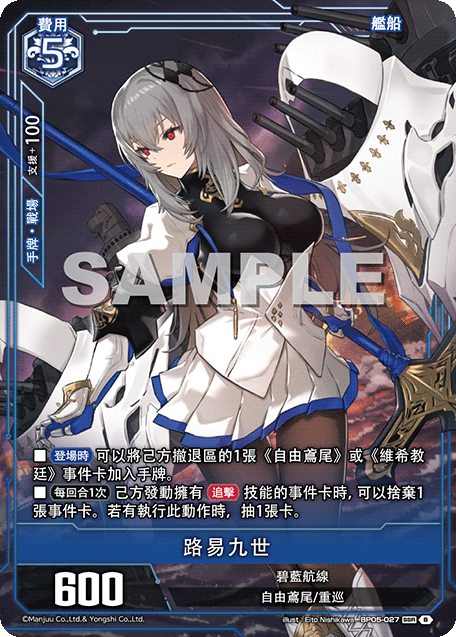 費用
5
艦船
支援+100
手牌・戰場
SAMPLE
■ 登場時 可以將己方撤退區的1張《自由鳶尾》或《維希教
廷》事件卡加入手牌。
■ 每回合1次 己方發動擁有 追擊 技能的事件卡時,可以捨棄1
張事件卡。若有執行此動作時,抽1張卡。
路易九世
600
碧藍航線
自由鳶尾/重巡
©Manjuu Co.,Ltd.& Yongshi Co.,Ltd.
illust / Eito Nishikawa BP05-027 SSR